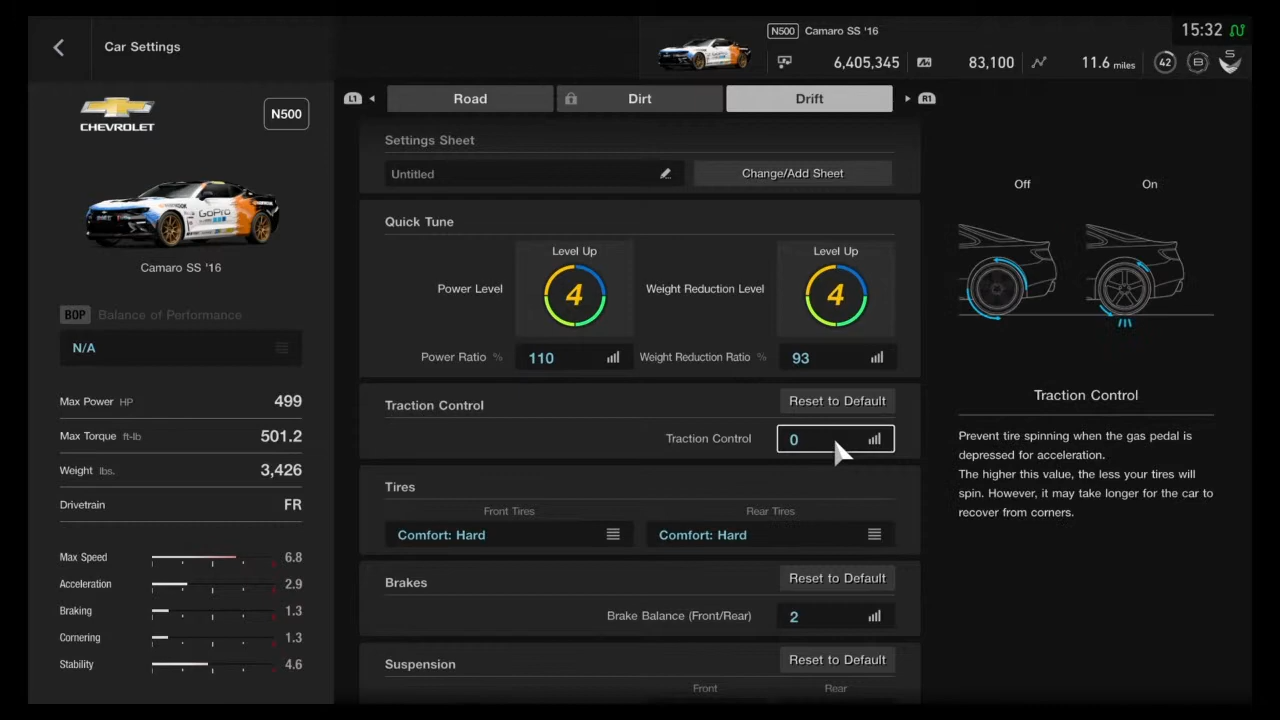 Car Settings
N500 Camaro SS '16
6,405,345 83,100 11.6 miles 42 B S
15:32
CHEVROLET
N500
GoPro
Camaro SS '16
BOP Balance of Performance
N/A
Max Power HP 499
Max Torque ft-lb 501.2
Weight lbs. 3,426
Drivetrain FR
Max Speed 6.8
Acceleration 2.9
Braking 1.3
Cornering 1.3
Stability 4.6
L1 Road Dirt Drift R1
Settings Sheet
Untitled Change/Add Sheet
Quick Tune
Level Up Level Up
Power Level 4 Weight Reduction Level 4
Power Ratio % 110 Weight Reduction Ratio % 93
Traction Control Reset to Default
Traction Control 0
Tires
Front Tires Rear Tires
Comfort: Hard Comfort: Hard
Brakes Reset to Default
Brake Balance (Front/Rear) 2
Suspension Reset to Default
Front Rear
Off On
Traction Control
Prevent tire spinning when the gas pedal is
depressed for acceleration.
The higher this value, the less your tires will
spin. However, it may take longer for the car to
recover from corners.